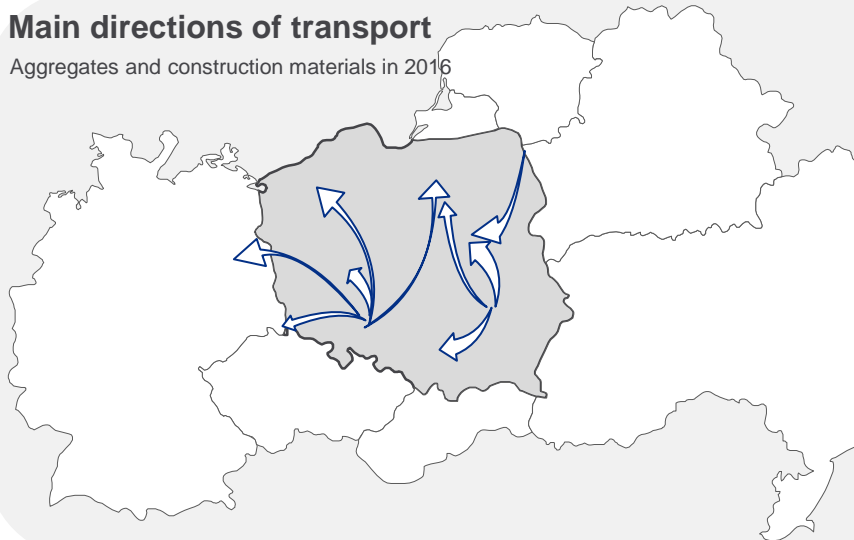 Main directions of transport
Aggregates and construction materials in 2016